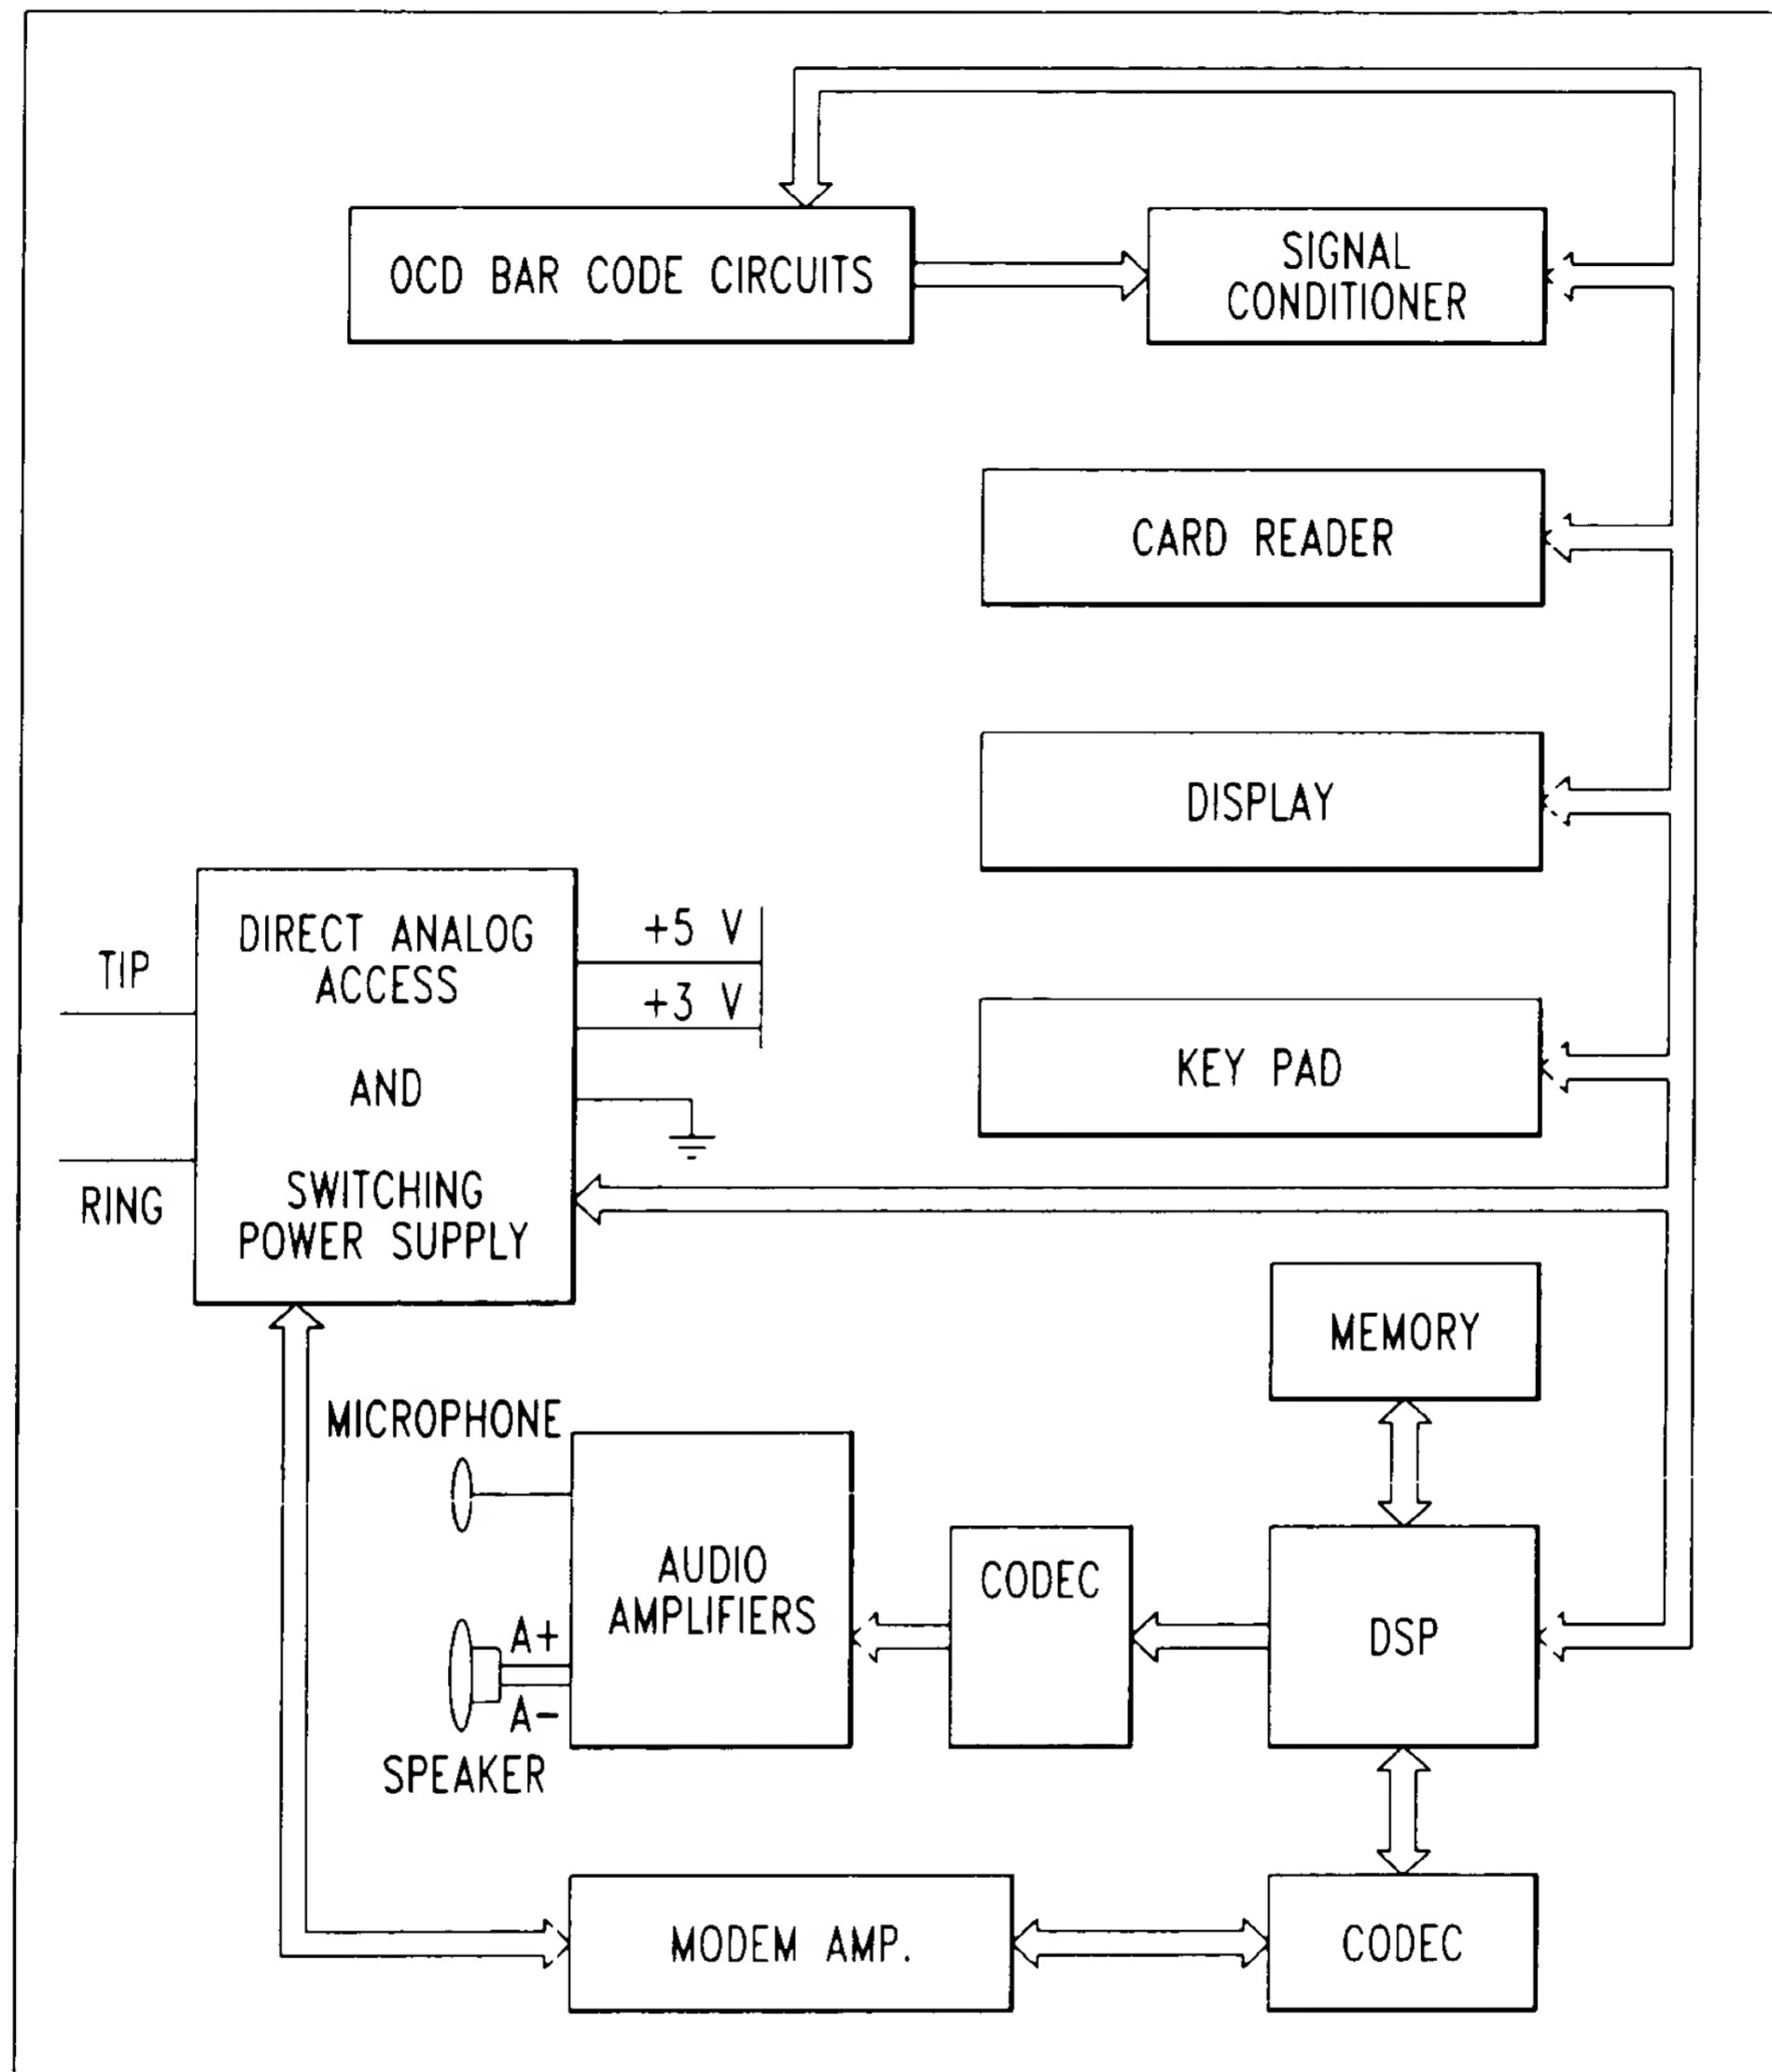 OCD BAR CODE CIRCUITS
SIGNAL
CONDITIONER
CARD READER
DISPLAY
DIRECT ANALOG
ACCESS
AND
SWITCHING
POWER SUPPLY
TIP
RING
+5 V
+3 V
KEY PAD
MEMORY
MICROPHONE
AUDIO
AMPLIFIERS
CODEC
DSP
A+
A-
SPEAKER
MODEM AMP.
CODEC